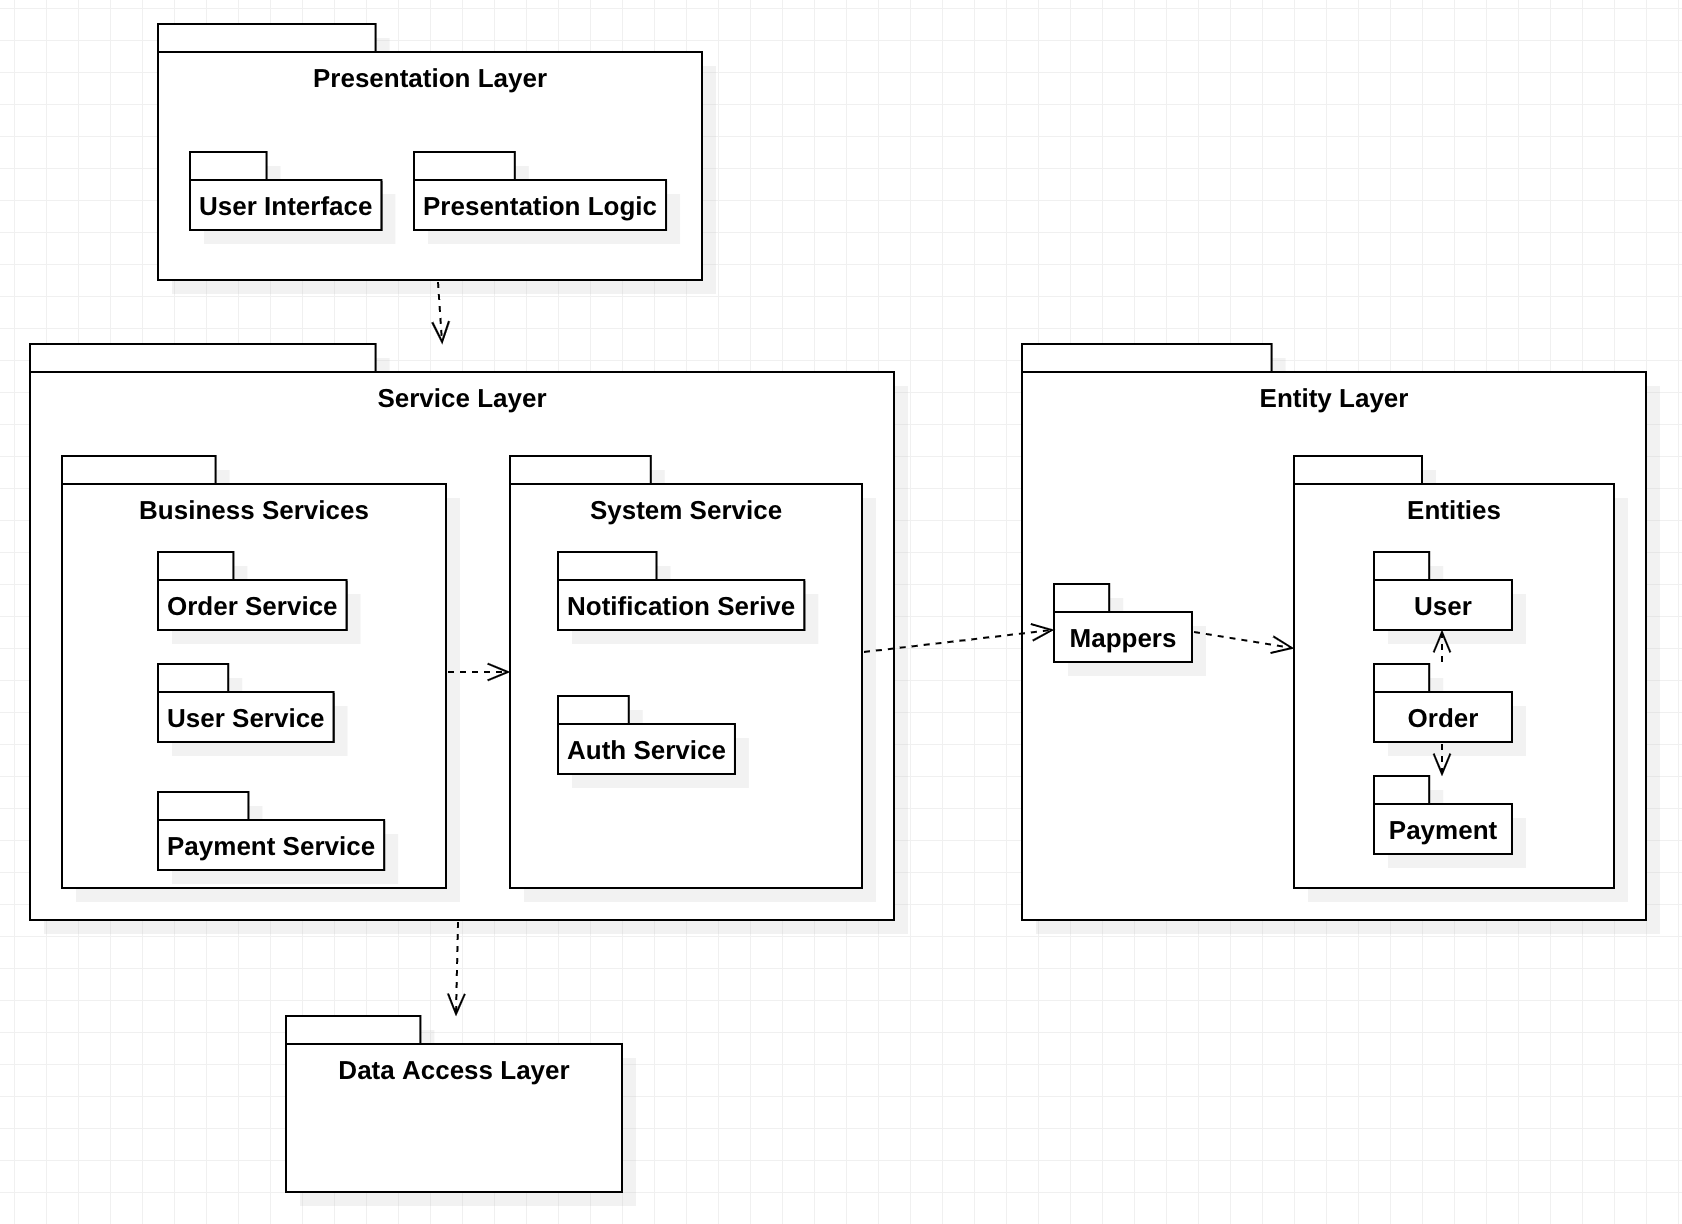 Presentation Layer
User Interface
Presentation Logic
Service Layer
Business Services
Order Service
User Service
Payment Service
System Service
Notification Serive
Auth Service
Entity Layer
Mappers
Entities
User
Order
Payment
Data Access Layer